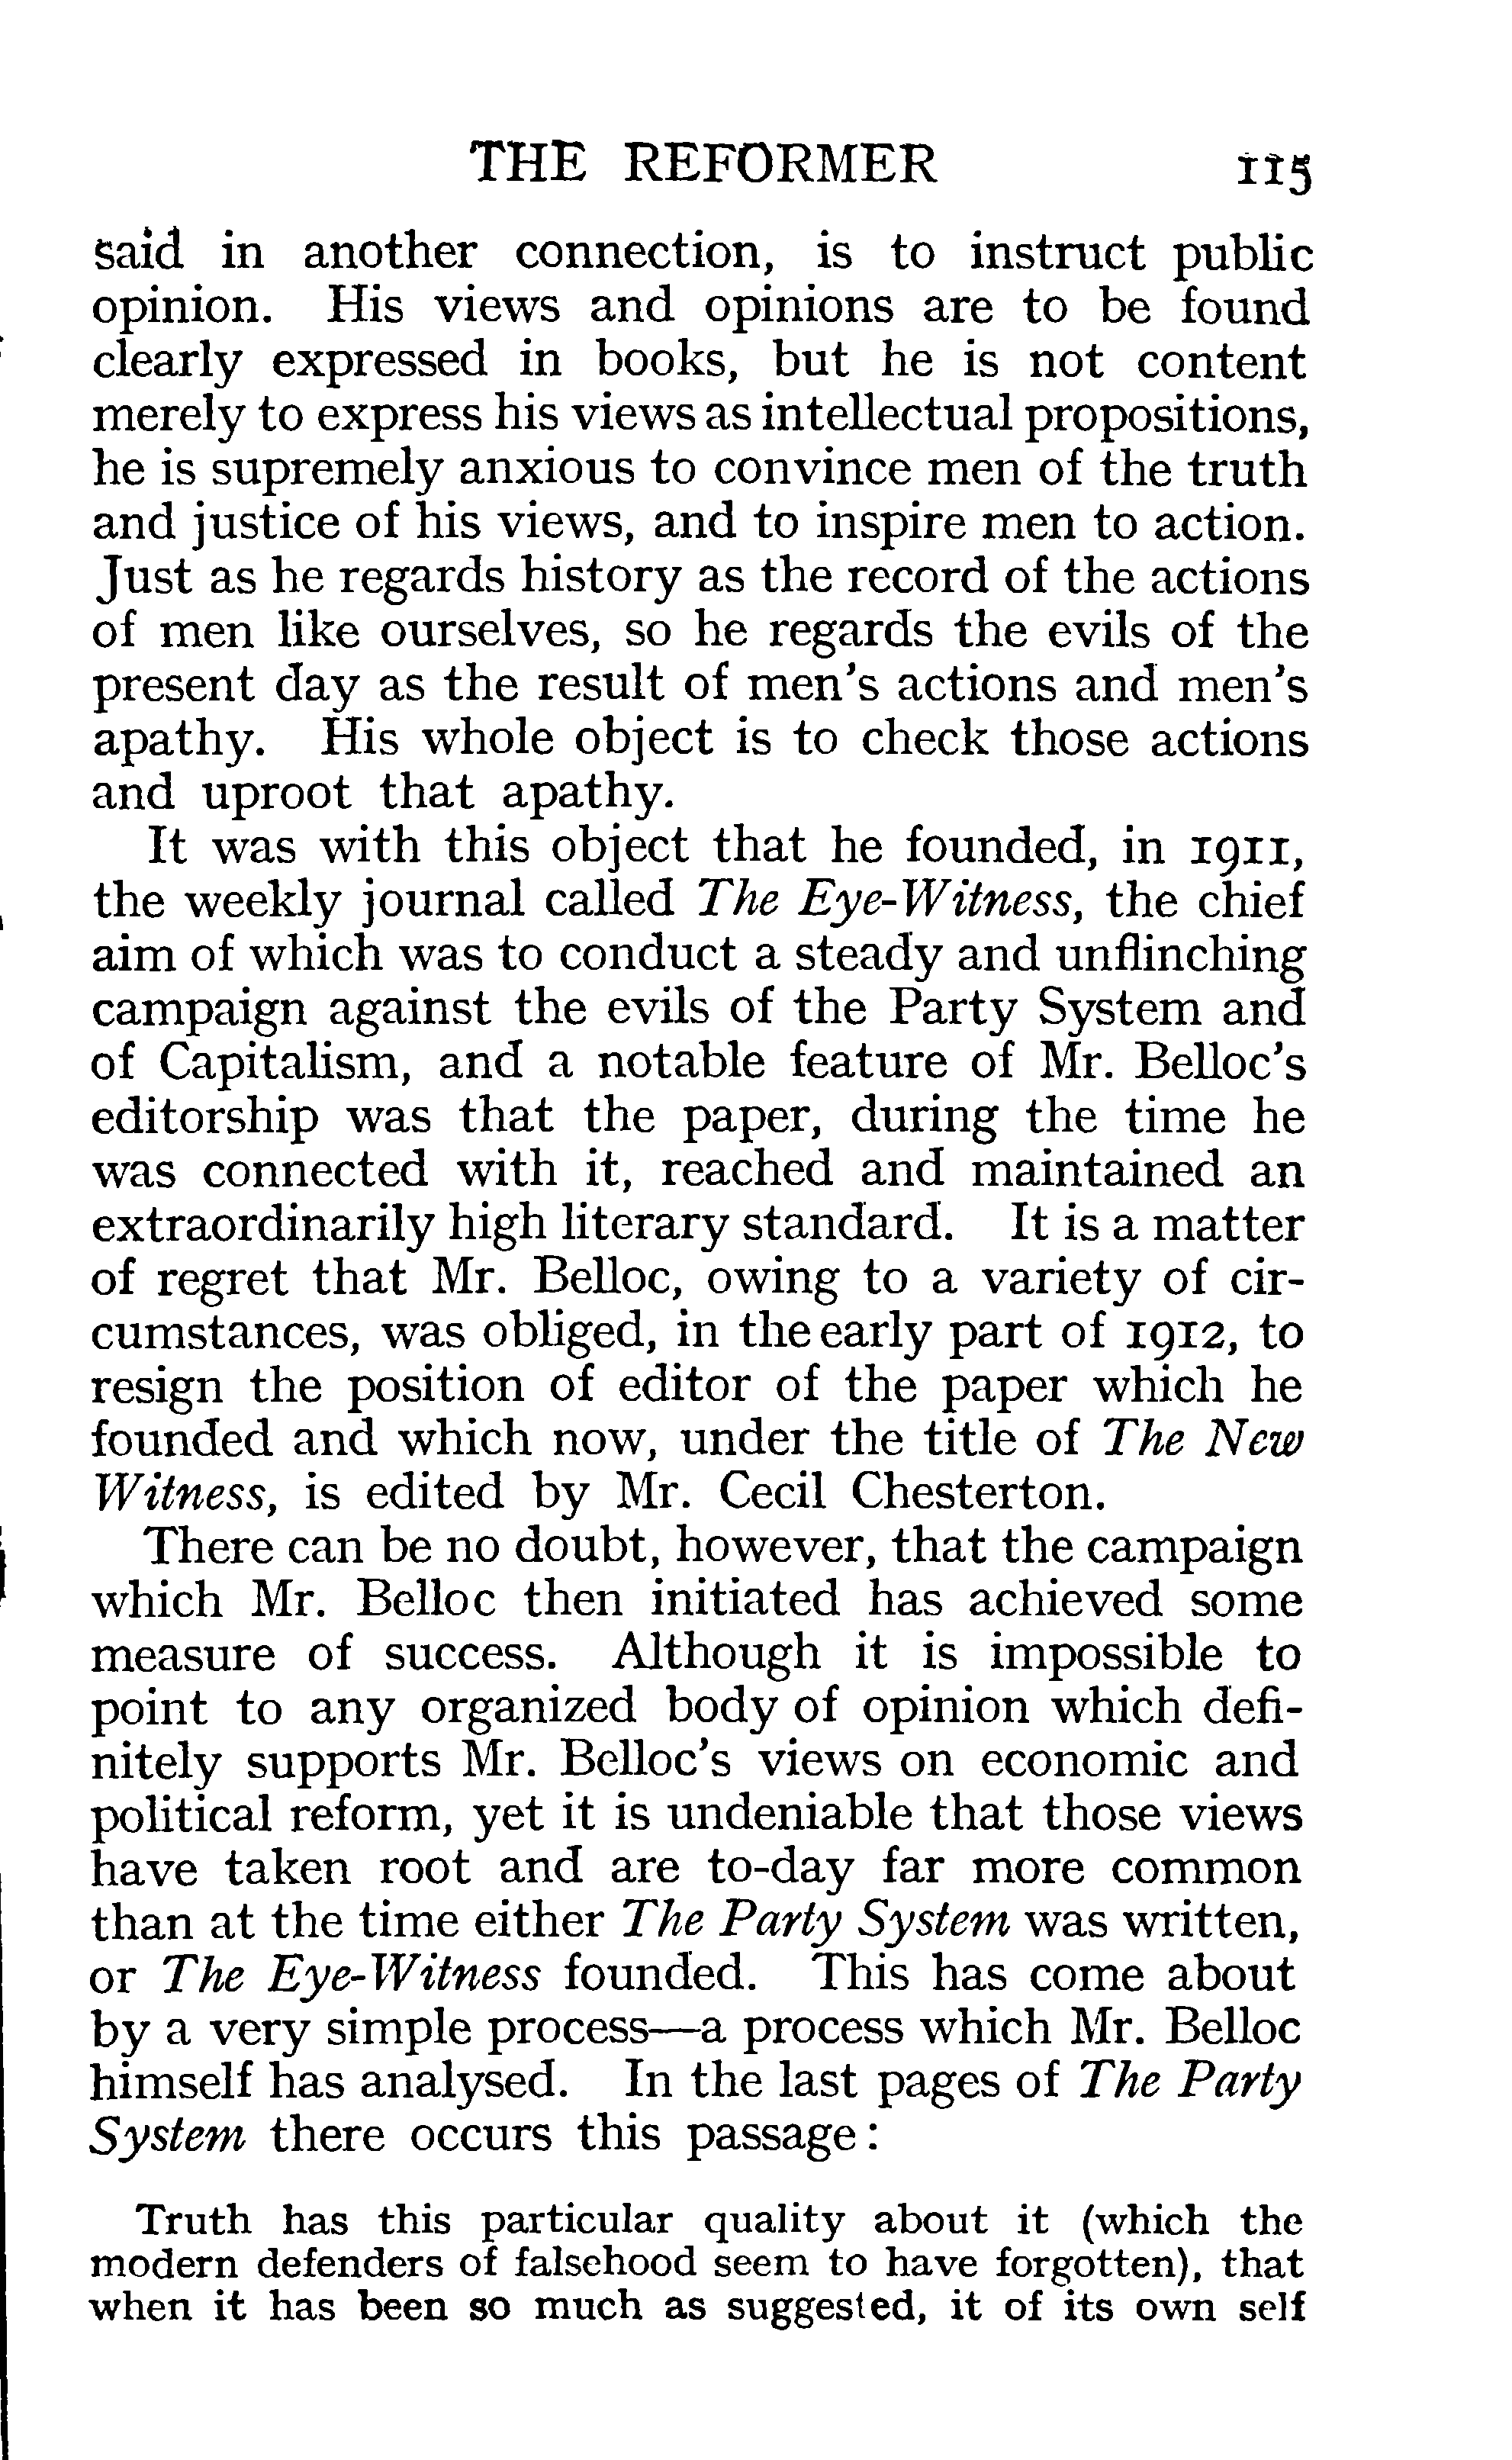 THE REFORMER 115
said in another connection, is to instruct public
opinion. His views and opinions are to be found
clearly expressed in books, but he is not content
merely to express his views as intellectual propositions,
he is supremely anxious to convince men of the truth
and justice of his views, and to inspire men to action.
Just as he regards history as the record of the actions
of men like ourselves, so he regards the evils of the
present day as the result of men's actions and men's
apathy. His whole object is to check those actions
and uproot that apathy.
It was with this object that he founded, in 1911,
the weekly journal called The Eye-Witness, the chief
aim of which was to conduct a steady and unflinching
campaign against the evils of the Party System and
of Capitalism, and a notable feature of Mr. Belloc's
editorship was that the paper, during the time he
was connected with it, reached and maintained an
extraordinarily high literary standard. It is a matter
of regret that Mr. Belloc, owing to a variety of cir-
cumstances, was obliged, in the early part of 1912, to
resign the position of editor of the paper which he
founded and which now, under the title of The New
Witness, is edited by Mr. Cecil Chesterton.
There can be no doubt, however, that the campaign
which Mr. Belloc then initiated has achieved some
measure of success. Although it is impossible to
point to any organized body of opinion which defi-
nitely supports Mr. Belloc's views on economic and
political reform, yet it is undeniable that those views
have taken root and are to-day far more common
than at the time either The Party System was written,
or The Eye-Witness founded. This has come about
by a very simple process—a process which Mr. Belloc
himself has analysed. In the last pages of The Party
System there occurs this passage:
Truth has this particular quality about it (which the
modern defenders of falsehood seem to have forgotten), that
when it has been so much as suggested, it of its own self